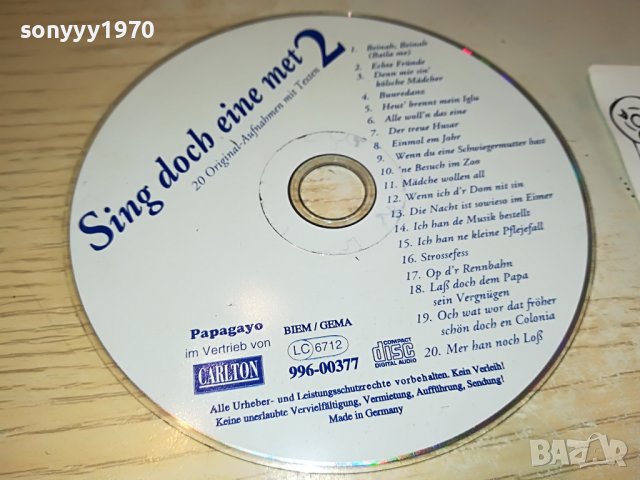 sonyyy1970
Sing doch eine met 2
20 Original-Aufnahmen mit Texten
1. Beinah, Beinah
(Baila me)
2. Echte Fründe
3. Denn mir sin'
kölsche Mädcher
4. Buuredanz
5. Heut' brennt mein Iglu
6. Alle woll'n das eine
7. Der treue Husar
8. Einmol em Johr
9. Wenn du eine Schwiegermutter hast
10. 'ne Besuch im Zoo
11. Mädche wollen all
12. Wenn ich d'r Dom nit sin
13. Die Nacht ist sowieso im Eimer
14. Ich han de Musik bestellt
15. Ich han ne kleine Pflejefall
16. Strossefess
17. Op d'r Rennbahn
18. Laß doch dem Papa
sein Vergnügen
19. Och wat wor dat fröher
schön doch en Colonia
20. Mer han noch Loß
Papagayo
im Vertrieb von
CARLTON
BIEM / GEMA
LC 6712
996-00377
COMPACT
disc
DIGITAL AUDIO
Alle Urheber- und Leistungsschutzrechte vorbehalten. Kein Verleih!
Keine unerlaubte Vervielfältigung, Vermietung, Aufführung, Sendung!
Made in Germany
BAZAR
bg